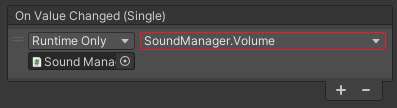 On Value Changed (Single)
Runtime Only SoundManager.Volume
Sound Mana
+ −